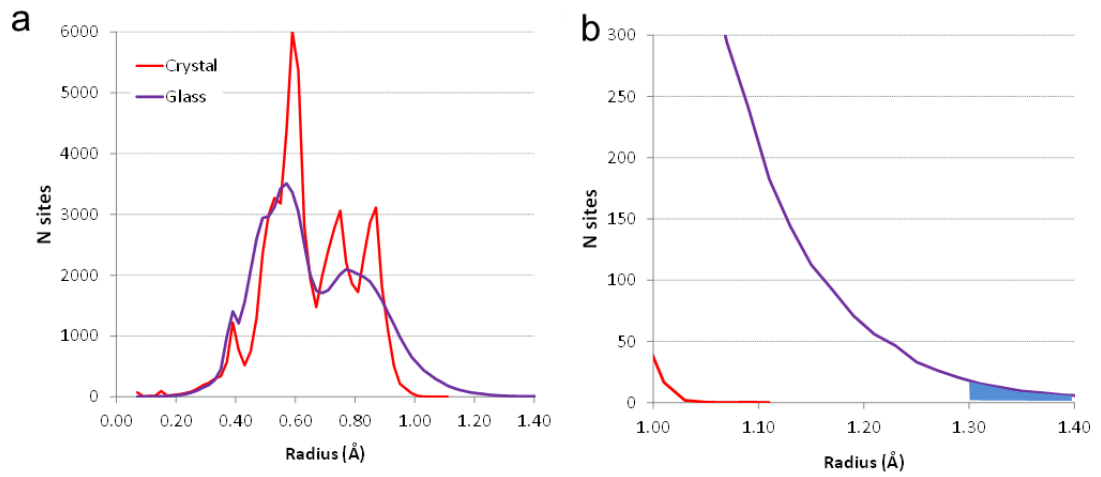 a
6000
5000
4000
3000
2000
1000
0
N sites
Crystal
Glass
0.00 0.20 0.40 0.60 0.80 1.00 1.20 1.40
Radius (Å)
b
300
250
200
150
100
50
0
N sites
1.00 1.10 1.20 1.30 1.40
Radius (Å)